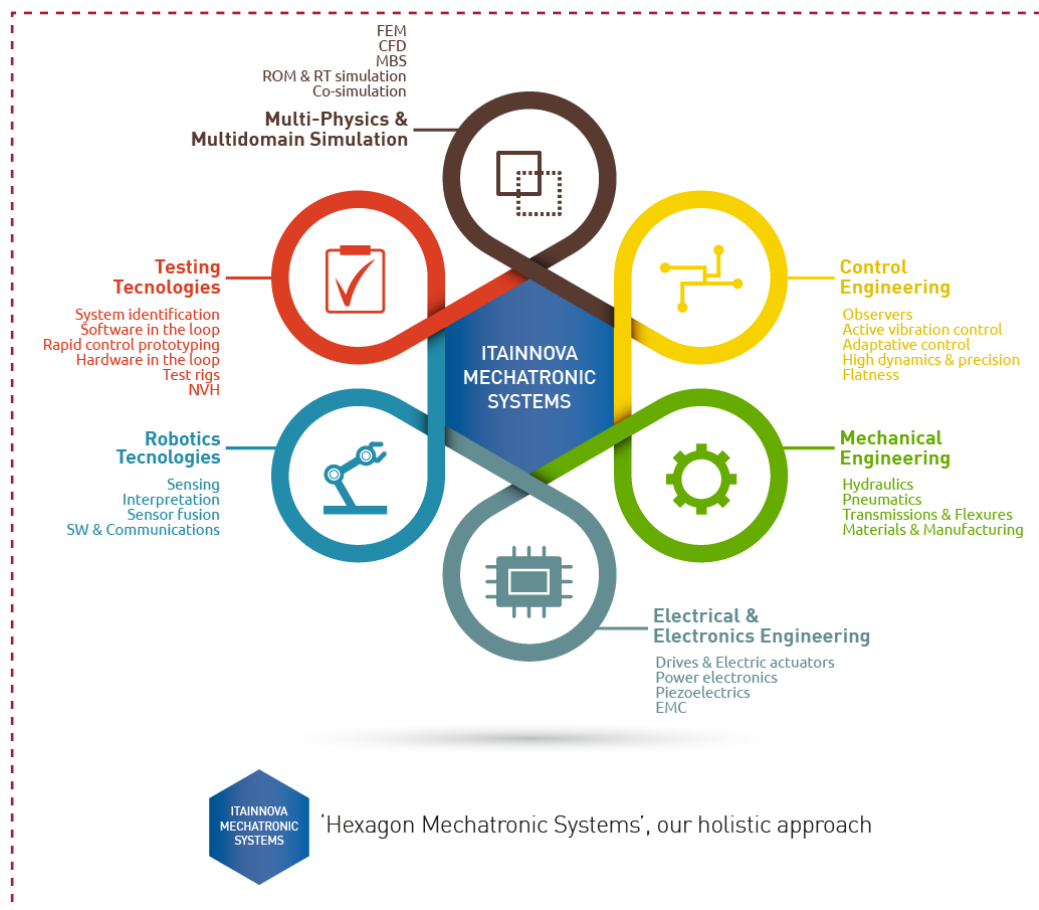 FEM
CFD
MBS
ROM & RT simulation
Co-simulation
Multi-Physics &
Multidomain Simulation
Testing
Tecnologies
System identification
Software in the loop
Rapid control prototyping
Hardware in the loop
Test rigs
NVH
Control
Engineering
Observers
Active vibration control
Adaptative control
High dynamics & precision
Flatness
ITAINNOVA
MECHATRONIC
SYSTEMS
Robotics
Tecnologies
Sensing
Interpretation
Sensor fusion
SW & Communications
Mechanical
Engineering
Hydraulics
Pneumatics
Transmissions & Flexures
Materials & Manufacturing
Electrical &
Electronics Engineering
Drives & Electric actuators
Power electronics
Piezoelectrics
EMC
ITAINNOVA
MECHATRONIC
SYSTEMS
'Hexagon Mechatronic Systems', our holistic approach